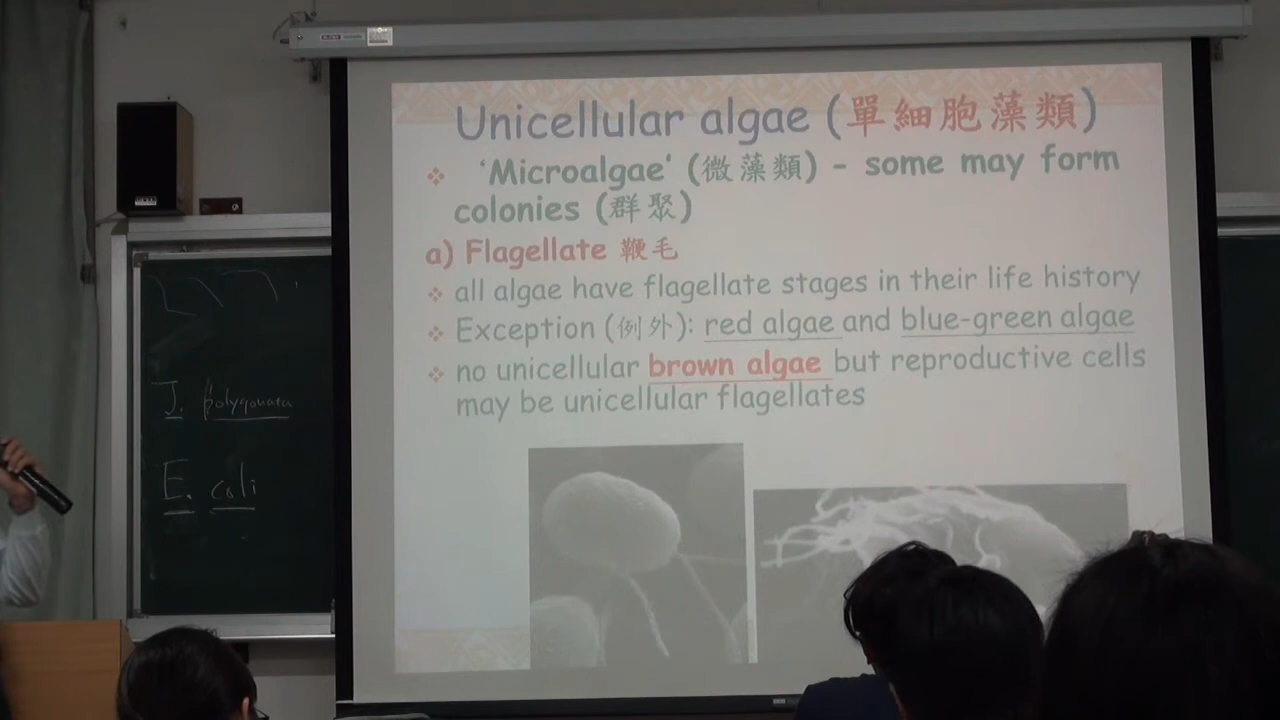 Unicellular algae (單細胞藻類)
❖ ‘Microalgae‘ (微藻類) – some may form
colonies (群聚)
a) Flagellate 鞭毛
❖ all algae have flagellate stages in their life history
❖ Exception (例外): red algae and blue-green algae
❖ no unicellular brown algae but reproductive cells
may be unicellular flagellates
J. polygonata
E. coli